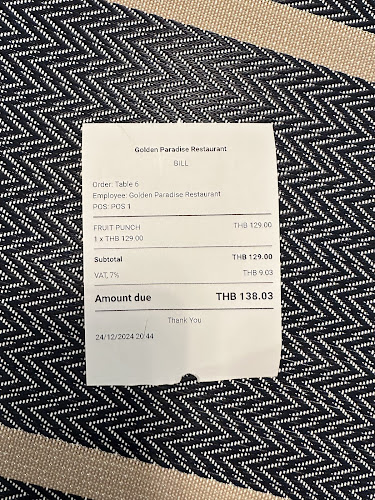 Golden Paradise Restaurant
BILL
Order: Table 6
Employee: Golden Paradise Restaurant
POS: POS 1
FRUIT PUNCH THB 129.00
1 x THB 129.00
Subtotal THB 129.00
VAT, 7% THB 9.03
Amount due THB 138.03
Thank You
24/12/2024 20:44